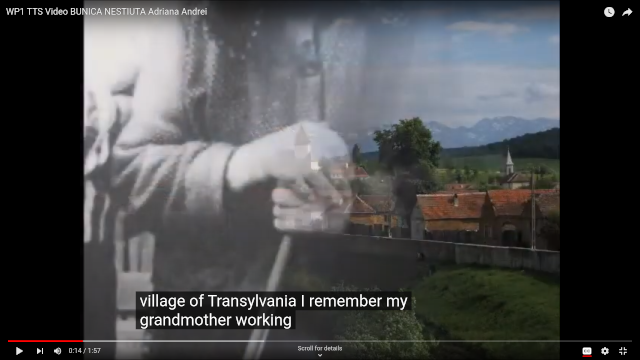 WP1 TTS Video BUNICA NESTIUTA Adriana Andrei
village of Transylvania I remember my
grandmother working
0:14 / 1:57
Scroll for details